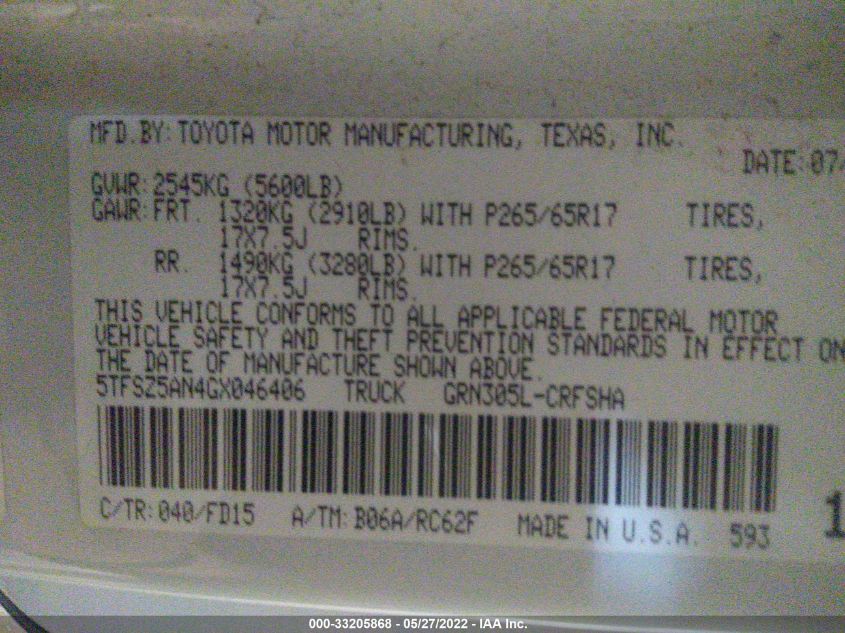 MFD.BY: TOYOTA MOTOR MANUFACTURING, TEXAS, INC.
DATE: 07
GVWR: 2545KG (5600LB)
GAWR: FRT. 1320KG (2910LB) WITH P265/65R17 TIRES,
17X7.5J RIMS.
RR. 1490KG (3280LB) WITH P265/65R17 TIRES,
17X7.5J RIMS.
THIS VEHICLE CONFORMS TO ALL APPLICABLE FEDERAL MOTOR
VEHICLE SAFETY AND THEFT PREVENTION STANDARDS IN EFFECT ON
THE DATE OF MANUFACTURE SHOWN ABOVE.
5TFSZ5AN4GX046406 TRUCK GRN305L-CRFSHA
C/TR: 040/FD15 A/TM: B06A/RC62F MADE IN U.S.A. 593
1
000-33205868 - 05/27/2022 - IAA Inc.